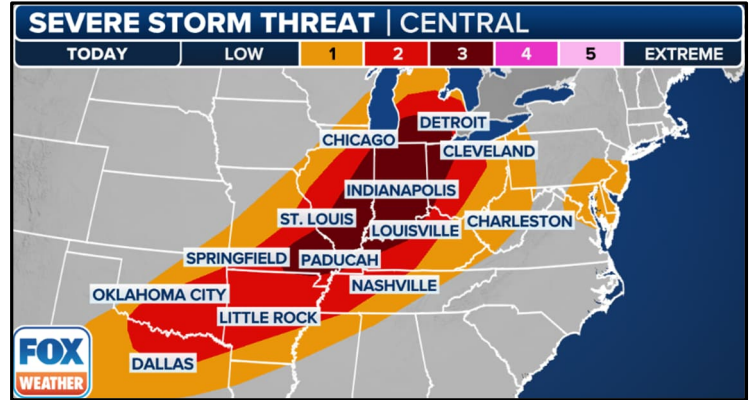 SEVERE STORM THREAT | CENTRAL
TODAY LOW 1 2 3 4 5 EXTREME
DETROIT
CHICAGO
CLEVELAND
INDIANAPOLIS
ST. LOUIS
LOUISVILLE
CHARLESTON
SPRINGFIELD
PADUCAH
NASHVILLE
OKLAHOMA CITY
LITTLE ROCK
DALLAS
FOX
WEATHER